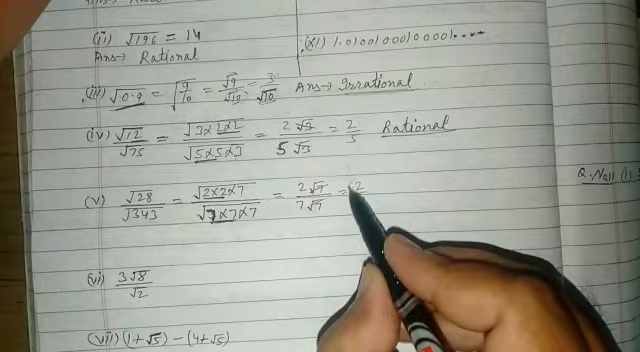 (ii) √196 = 14
Ans→ Rational
(iii) √0.9 = √9/10 = √9/√10 = 3/√10 Ans→ Irrational
(iv) √12/√75 = √3×2×2/√5×5×3 = 2√3/5√3 = 2/5 Rational
(v) √28/√343 = √2×2×7/√7×7×7 = 2√7/7√7 = 2
(vi) 3√8/√2
(vii) (1+√5) − (4+√5)
(xi) 1.01001000100001....
Q. No